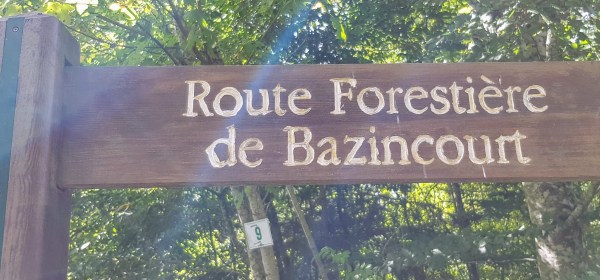 Route Forestière
de Bazincourt
9